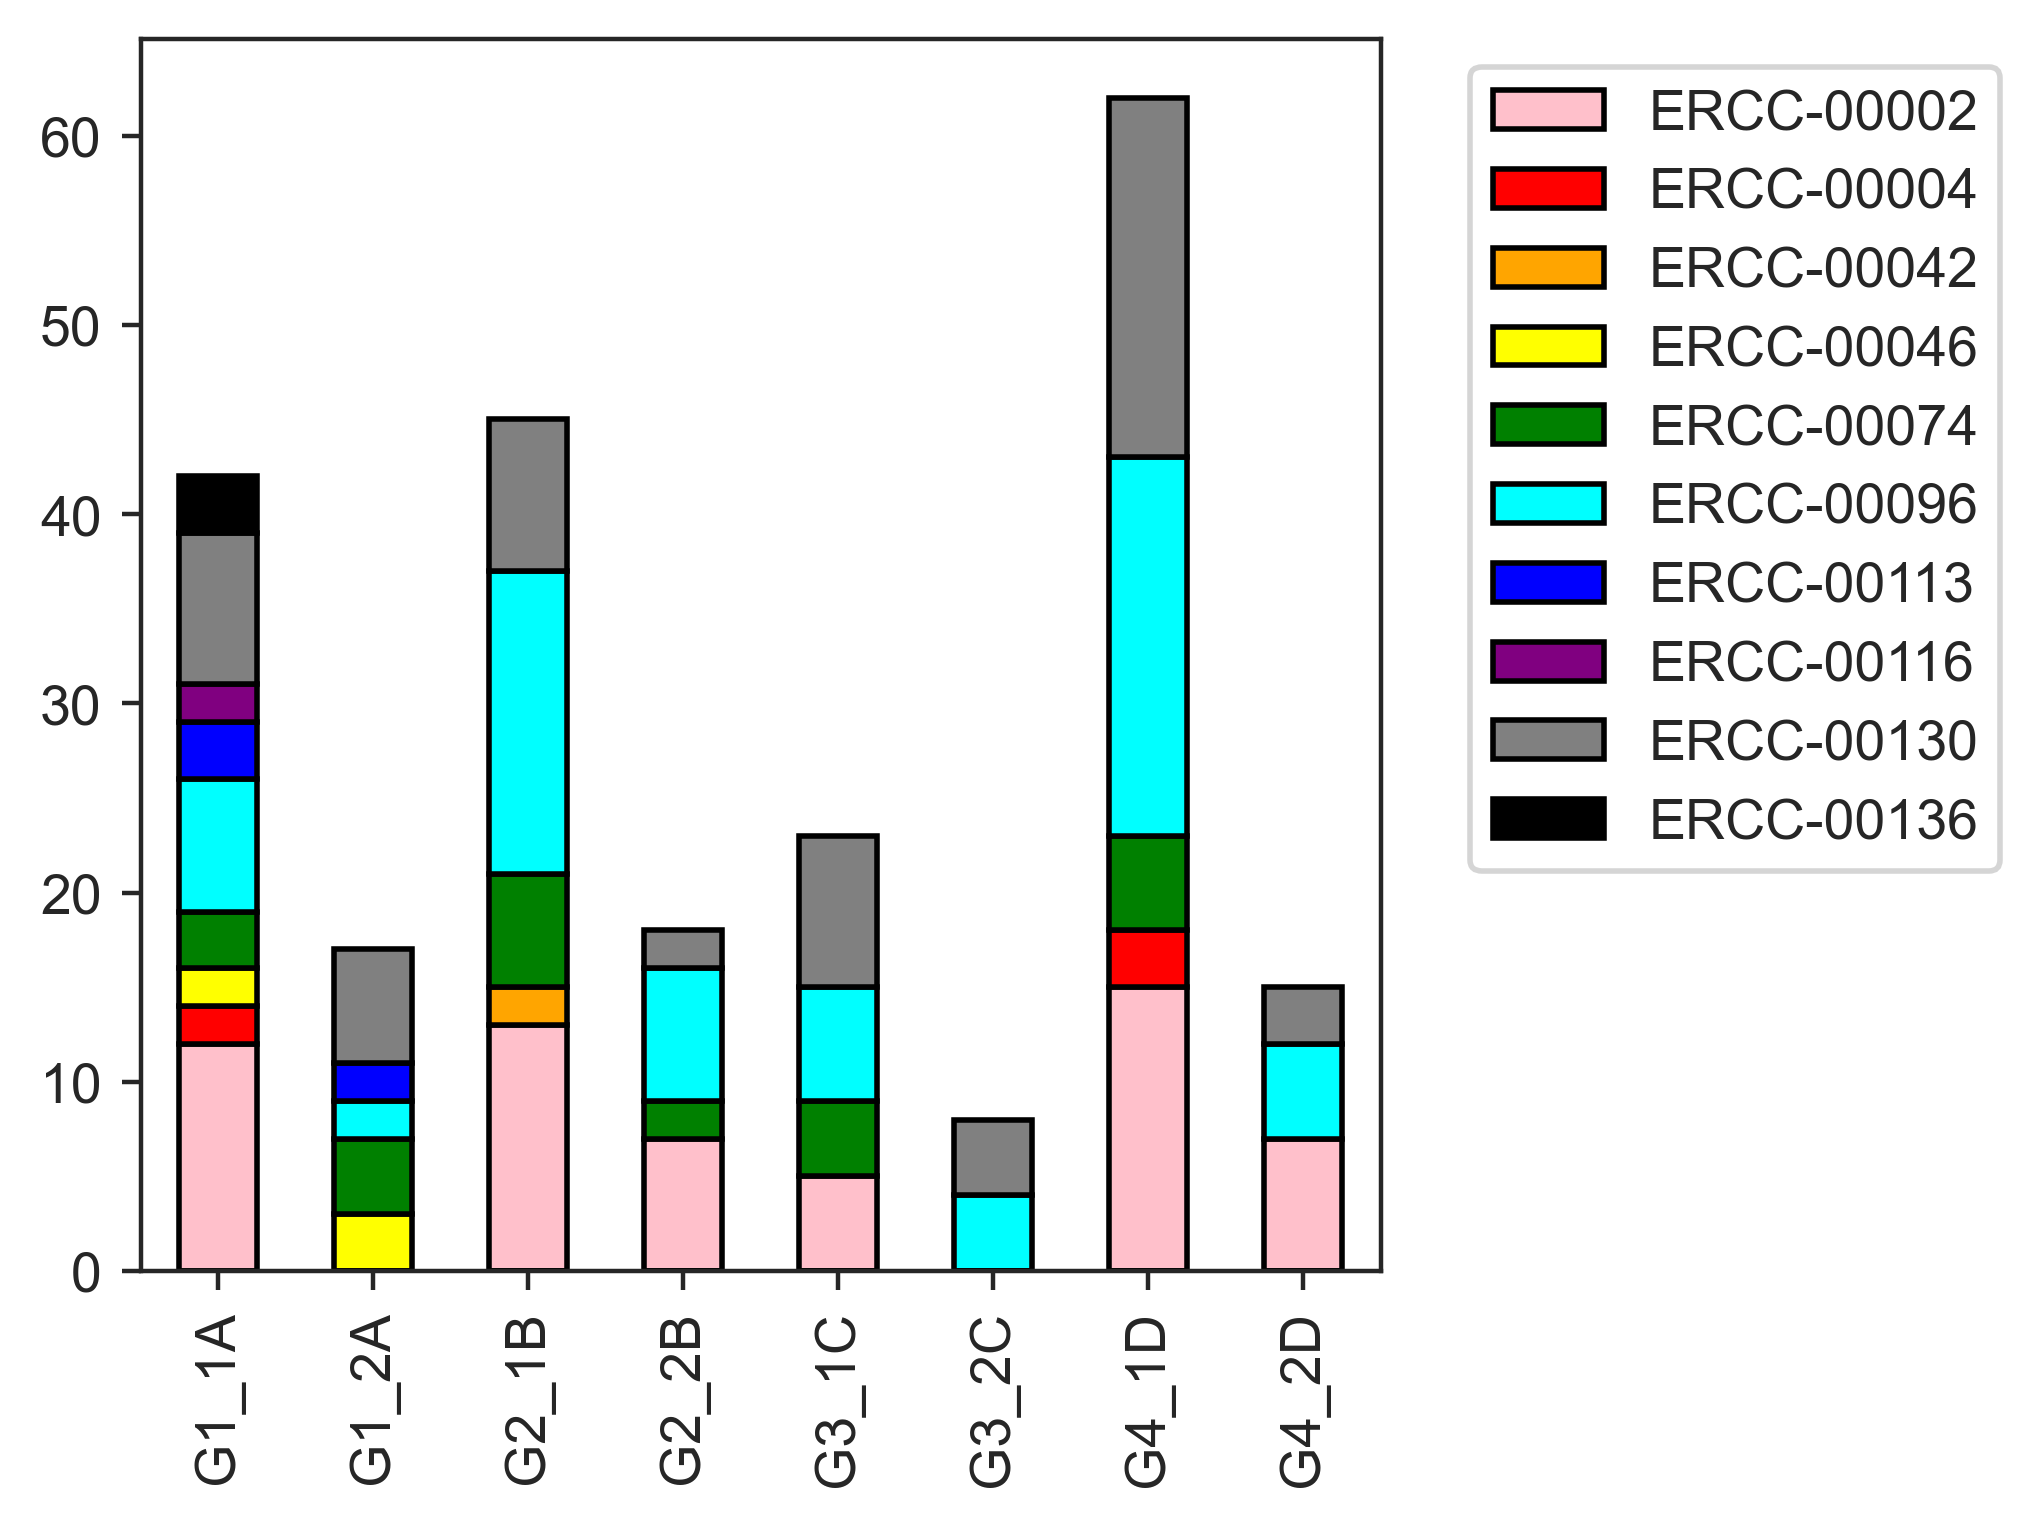 60
50
40
30
20
10
0
G1_1A
G1_2A
G2_1B
G2_2B
G3_1C
G3_2C
G4_1D
G4_2D
ERCC-00002
ERCC-00004
ERCC-00042
ERCC-00046
ERCC-00074
ERCC-00096
ERCC-00113
ERCC-00116
ERCC-00130
ERCC-00136